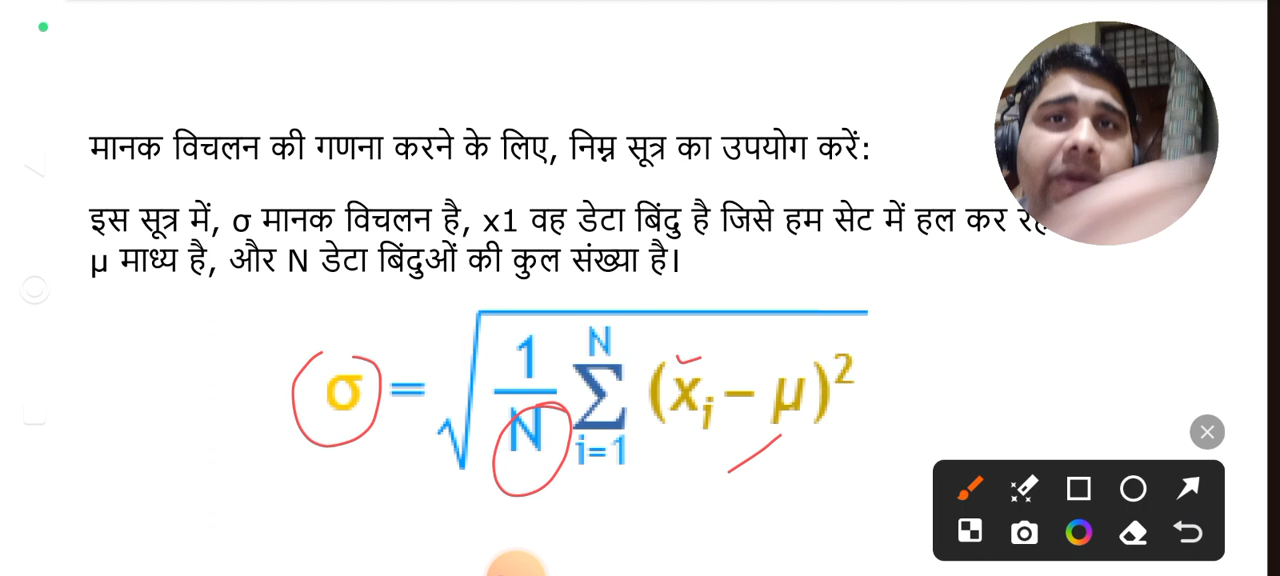 मानक विचलन की गणना करने के लिए, निम्न सूत्र का उपयोग करें:
इस सूत्र में, σ मानक विचलन है, x1 वह डेटा बिंदु है जिसे हम सेट में हल कर
μ माध्य है, और N डेटा बिंदुओं की कुल संख्या है।
σ = √ 1/N N Σ i=1 (xᵢ − μ)²